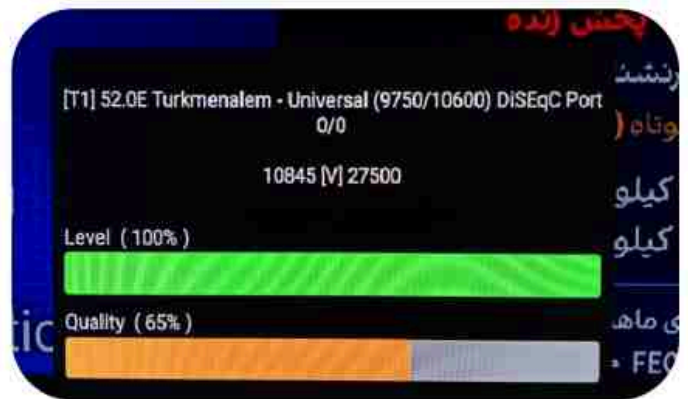 پخش زنده
[T1] 52.0E Turkmenalem - Universal (9750/10600) DiSEqC Port
0/0
10845 [V] 27500
کیلو
Level ( 100% )
کیلو
Quality ( 65% )